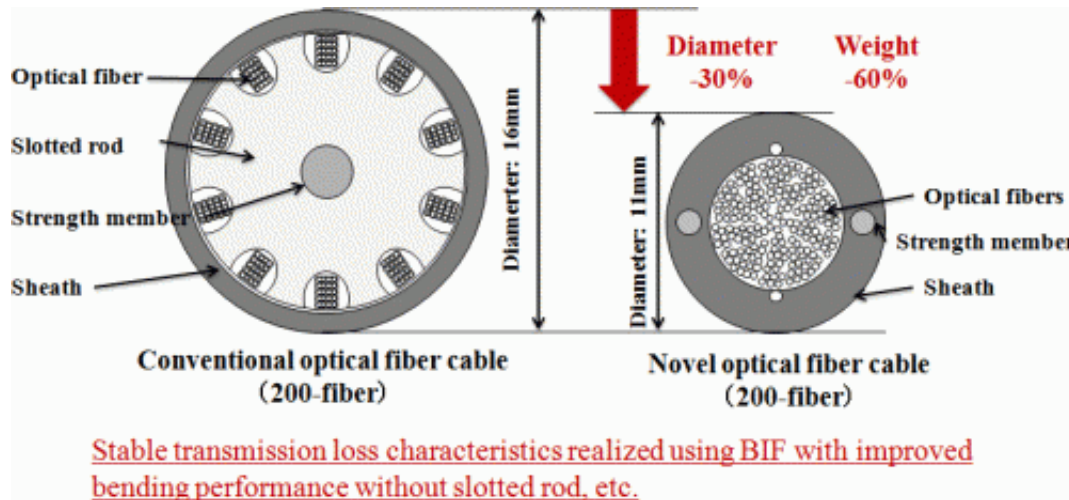 Optical fiber
Slotted rod
Strength member
Sheath
Diamerter: 16mm
Conventional optical fiber cable
(200-fiber)
Diameter
-30%
Weight
-60%
Diameter: 11mm
Optical fibers
Strength member
Sheath
Novel optical fiber cable
(200-fiber)
Stable transmission loss characteristics realized using BIF with improved
bending performance without slotted rod, etc.